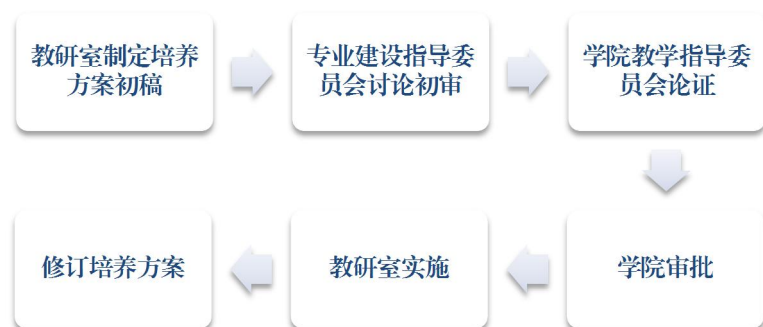 教研室制定培养
方案初稿
专业建设指导委
员会讨论初审
学院教学指导委
员会论证
学院审批
教研室实施
修订培养方案